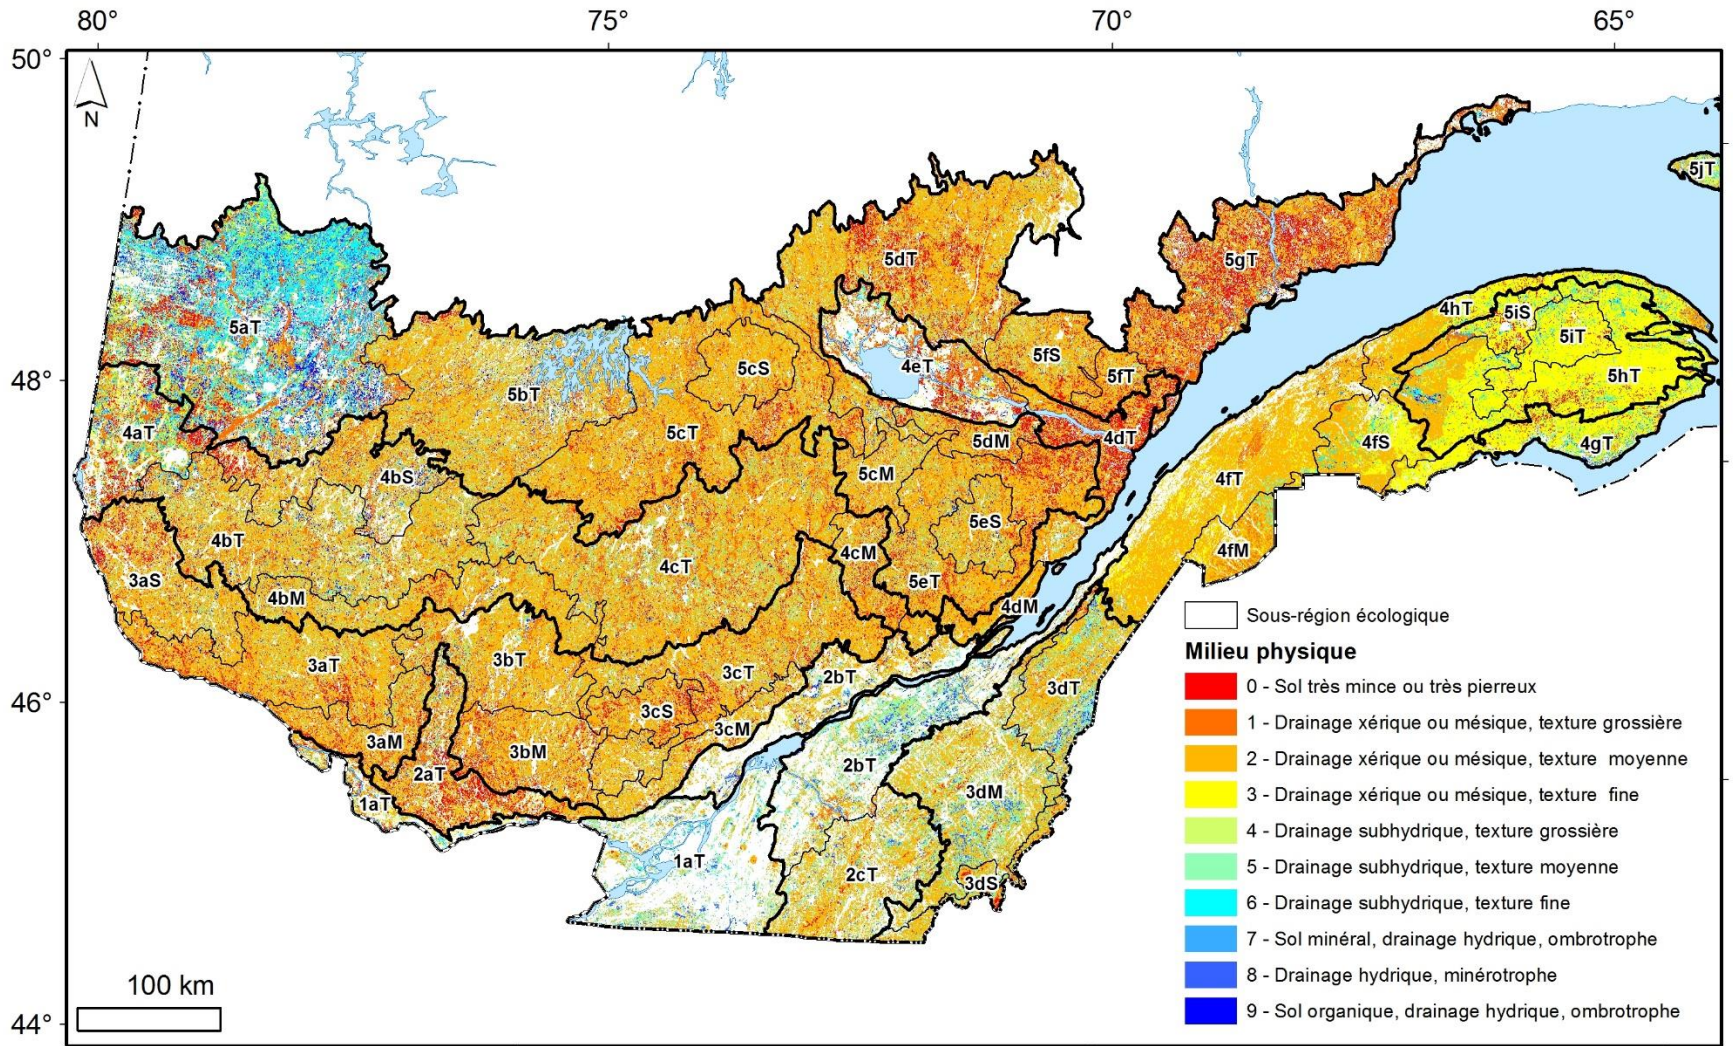 80° 75° 70° 65°
50°
N
5jT
5dT
5gT
4hT
5iS
5iT
5aT
5fS
4eT
5cS
5fT
5hT
5bT
48°
4aT
5cT
5dM
4dT
4fS
4gT
4bS
5cM
4fT
5eS
4bT
4cM
4fM
3aS
4cT
5eT
4bM
4dM
3aT
3bT
3cT
2bT
3dT
46°
3cS
3cM
3aM
3bM
2aT
2bT
3dM
1aT
1aT
2cT
3dS
44°
100 km
Sous-région écologique
Milieu physique
0 - Sol très mince ou très pierreux
1 - Drainage xérique ou mésique, texture grossière
2 - Drainage xérique ou mésique, texture moyenne
3 - Drainage xérique ou mésique, texture fine
4 - Drainage subhydrique, texture grossière
5 - Drainage subhydrique, texture moyenne
6 - Drainage subhydrique, texture fine
7 - Sol minéral, drainage hydrique, ombrotrophe
8 - Drainage hydrique, minérotrophe
9 - Sol organique, drainage hydrique, ombrotrophe